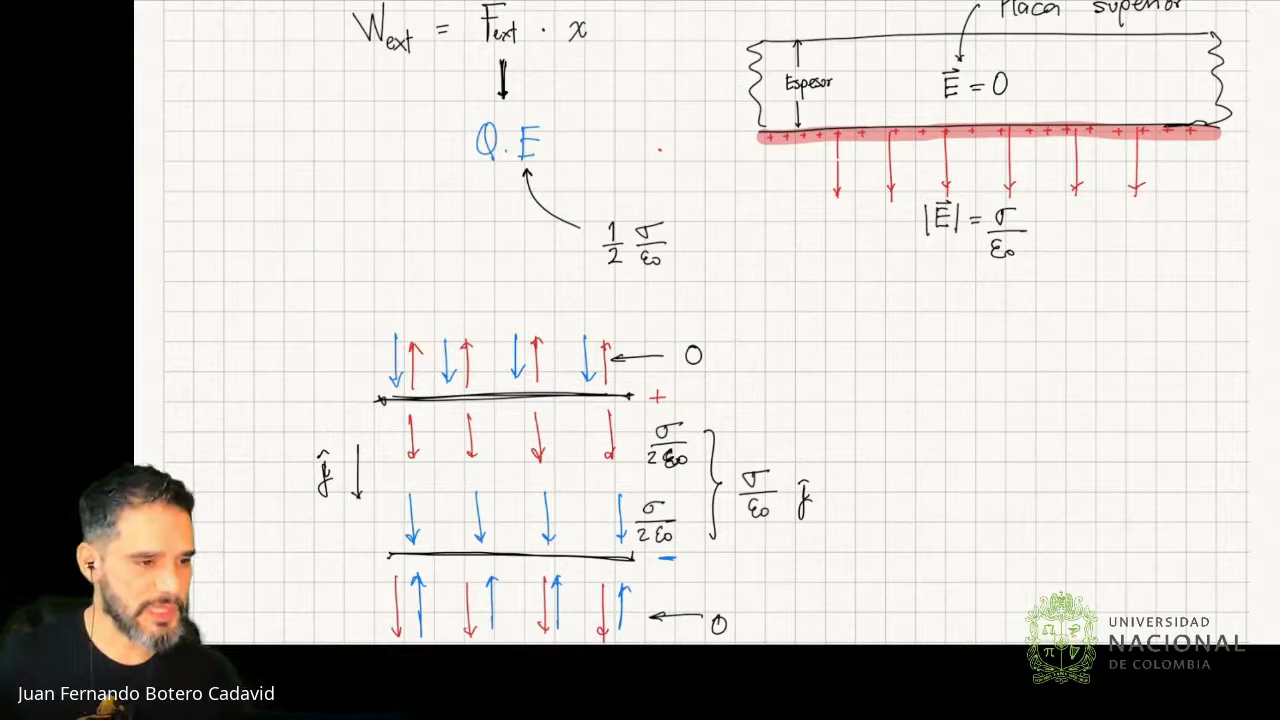 W_ext = F_ext · x
Q · E
1/2 σ/ε₀
Placa superior
Espesor
E⃗ = 0
+ + + + + + + + + + + + + + + +
|E⃗| = σ/ε₀
0
+
σ/2ε₀
ĵ
σ/ε₀ ĵ
σ/2ε₀
-
0
UNIVERSIDAD
NACIONAL
DE COLOMBIA
Juan Fernando Botero Cadavid